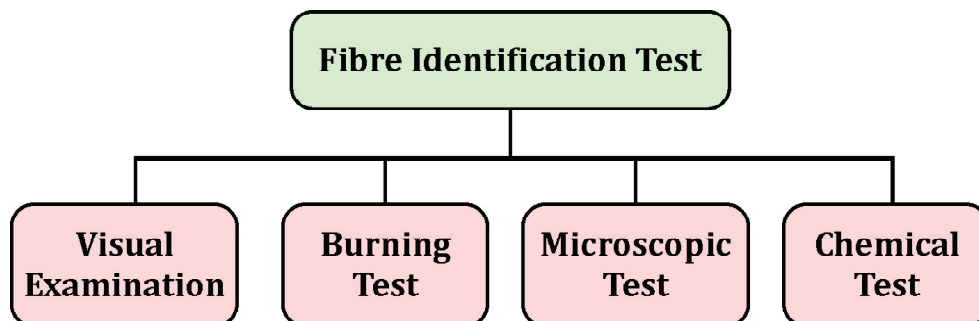 Fibre Identification Test
Visual
Examination
Burning
Test
Microscopic
Test
Chemical
Test